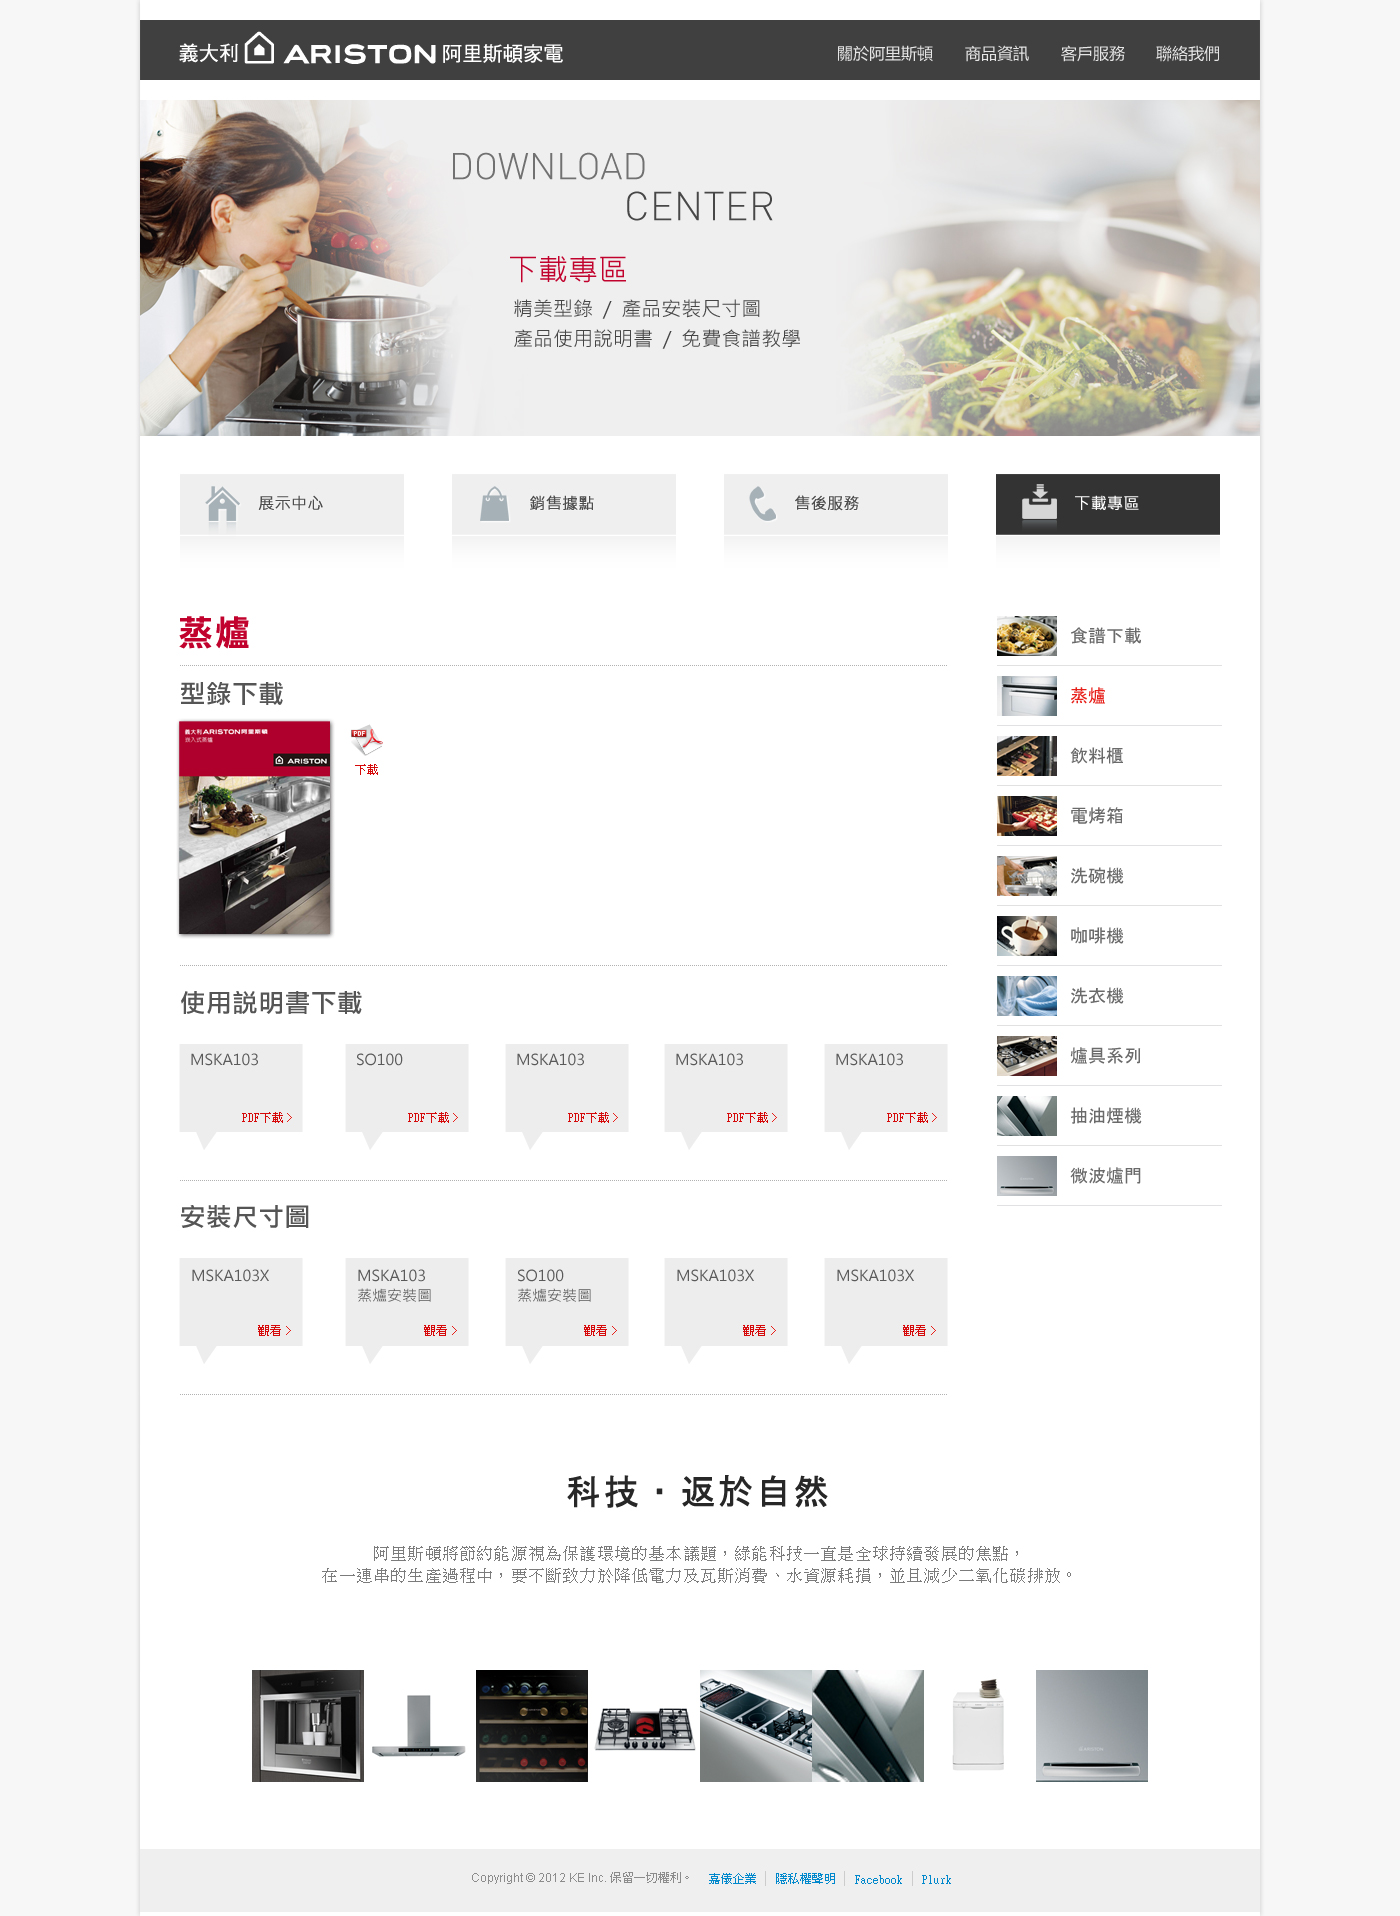 義大利 ARISTON 阿里斯頓家電
關於阿里斯頓 商品資訊 客戶服務 聯絡我們
DOWNLOAD
CENTER
下載專區
精美型錄 / 產品安裝尺寸圖
產品使用說明書 / 免費食譜教學
展示中心 銷售據點 售後服務 下載專區
蒸爐
型錄下載
義大利ARISTON阿里斯頓
嵌入式蒸爐
ARISTON
PDF
下載
使用説明書下載
MSKA103 SO100 MSKA103 MSKA103 MSKA103
PDF下載 PDF下載 PDF下載 PDF下載 PDF下載
安裝尺寸圖
MSKA103X MSKA103 SO100 MSKA103X MSKA103X
蒸爐安裝圖 蒸爐安裝圖
觀看 觀看 觀看 觀看 觀看
食譜下載
蒸爐
飲料櫃
電烤箱
洗碗機
咖啡機
洗衣機
爐具系列
抽油煙機
微波爐門
科技・返於自然
阿里斯頓將節約能源視為保護環境的基本議題，綠能科技一直是全球持續發展的焦點，
在一連串的生產過程中，要不斷致力於降低電力及瓦斯消費、水資源耗損，並且減少二氧化碳排放。
ARISTON
Copyright © 2012 KE Inc. 保留一切權利。 嘉儀企業 隱私權聲明 Facebook Plurk